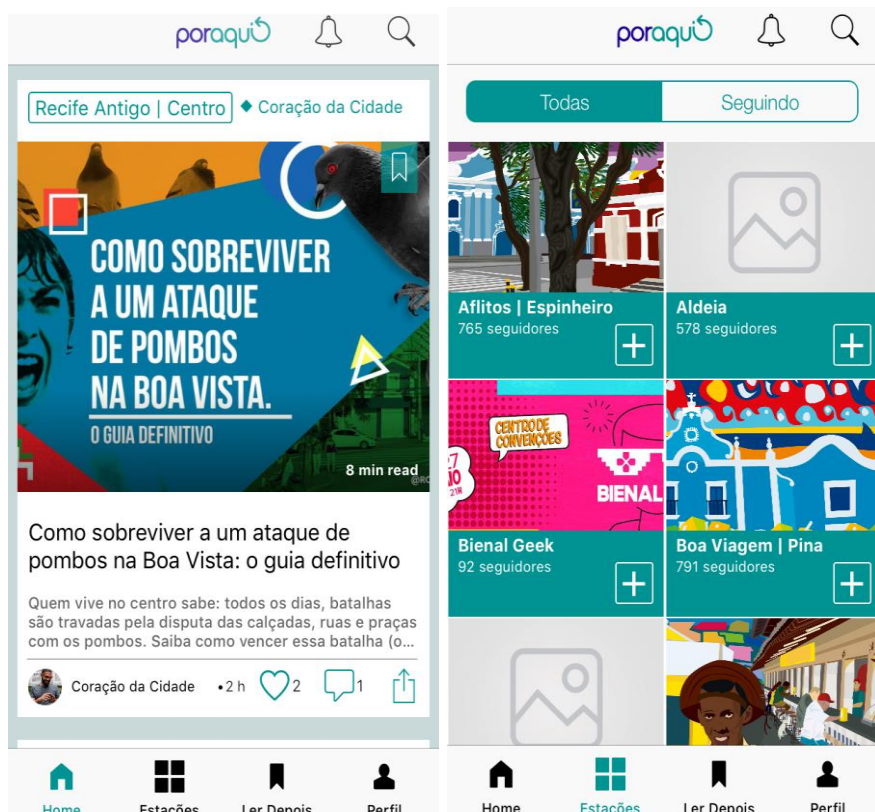 poraqui
Recife Antigo | Centro
Coração da Cidade
COMO SOBREVIVER
A UM ATAQUE
DE POMBOS
NA BOA VISTA.
O GUIA DEFINITIVO
8 min read
Como sobreviver a um ataque de
pombos na Boa Vista: o guia definitivo
Quem vive no centro sabe: todos os dias, batalhas
são travadas pela disputa das calçadas, ruas e praças
com os pombos. Saiba como vencer essa batalha (o...
Coração da Cidade •2 h 2 1
Home Estações Ler Depois Perfil
poraqui
Todas Seguindo
Aflitos | Espinheiro
765 seguidores
Aldeia
578 seguidores
CENTRO DE
CONVENÇÕES
BIENAL
Bienal Geek
92 seguidores
Boa Viagem | Pina
791 seguidores
Home Estações Ler Depois Perfil